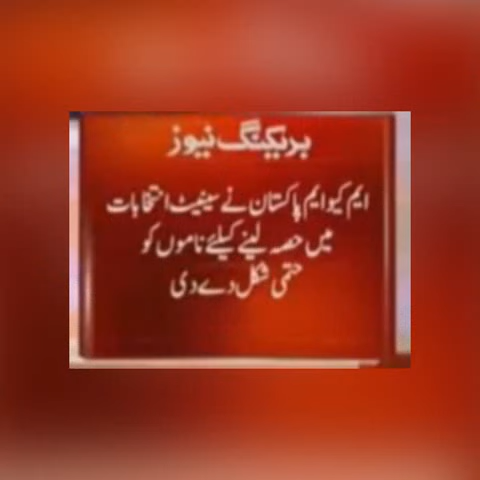 بریکنگ نیوز
ایم کیو ایم پاکستان نے سینیٹ انتخابات
میں حصہ لینے کیلئے ناموں کو
حتمی شکل دے دی